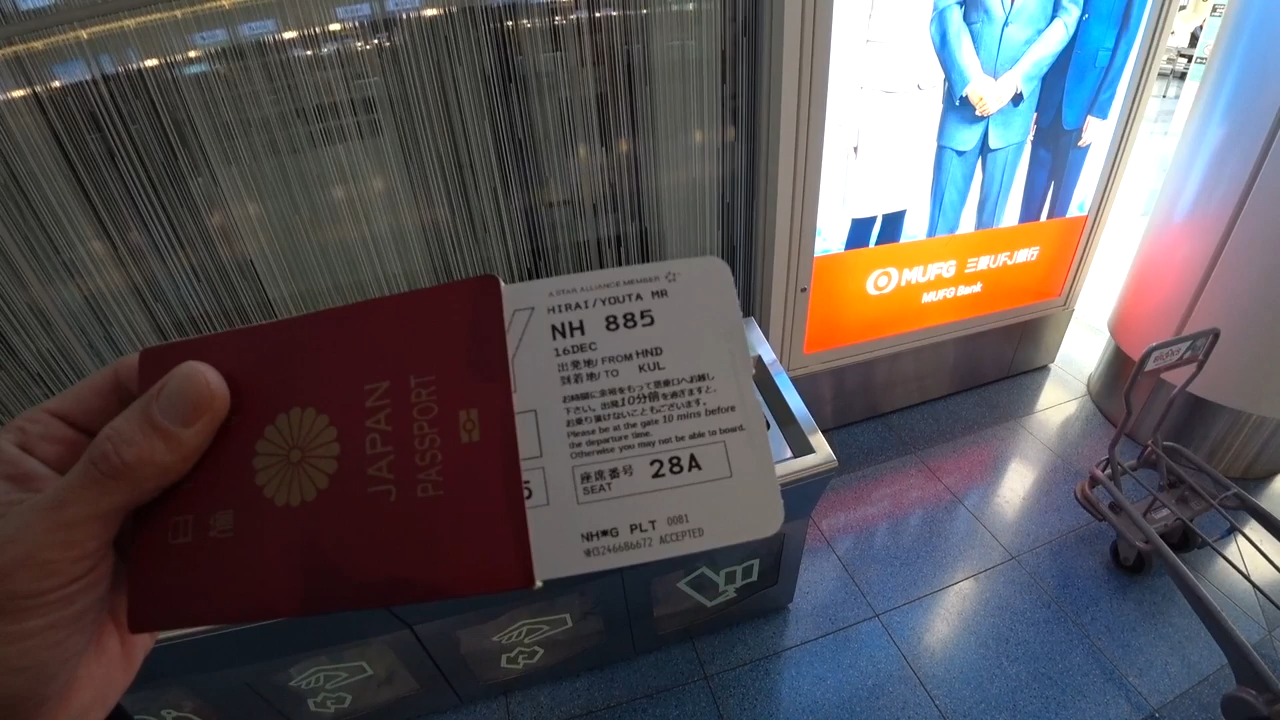 JAPAN
PASSPORT
A STAR ALLIANCE MEMBER
HIRAI/YOUTA MR
NH 885
16DEC
出発地/FROM HND
到着地/TO KUL
お時間に余裕をもって搭乗口へお越し
下さい。出発10分前を過ぎますと、
お乗り頂けないこともございます。
Please be at the gate 10 mins before
the departure time.
Otherwise you may not be able to board.
座席番号
SEAT
28A
5
NH*G PLT 0081
ACCEPTED
MUFG 三菱UFJ銀行
MUFG Bank